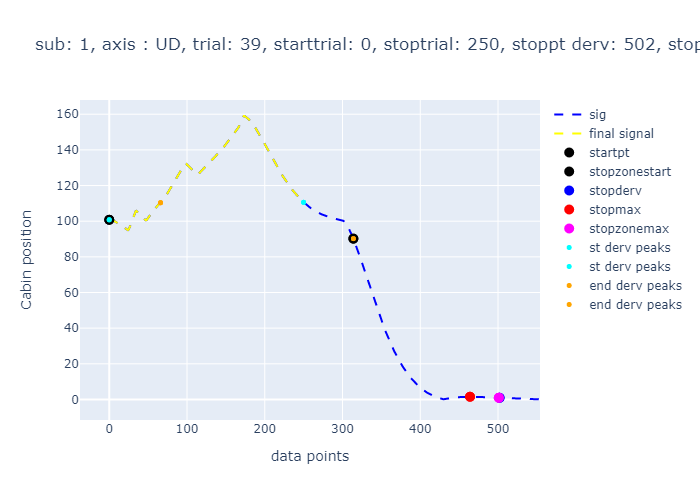 sub: 1, axis : UD, trial: 39, starttrial: 0, stoptrial: 250, stoppt derv: 502, stop
160
140
120
100
80
60
40
20
0
Cabin position
0 100 200 300 400 500
data points
sig
final signal
startpt
stopzonestart
stopderv
stopmax
stopzonemax
st derv peaks
st derv peaks
end derv peaks
end derv peaks